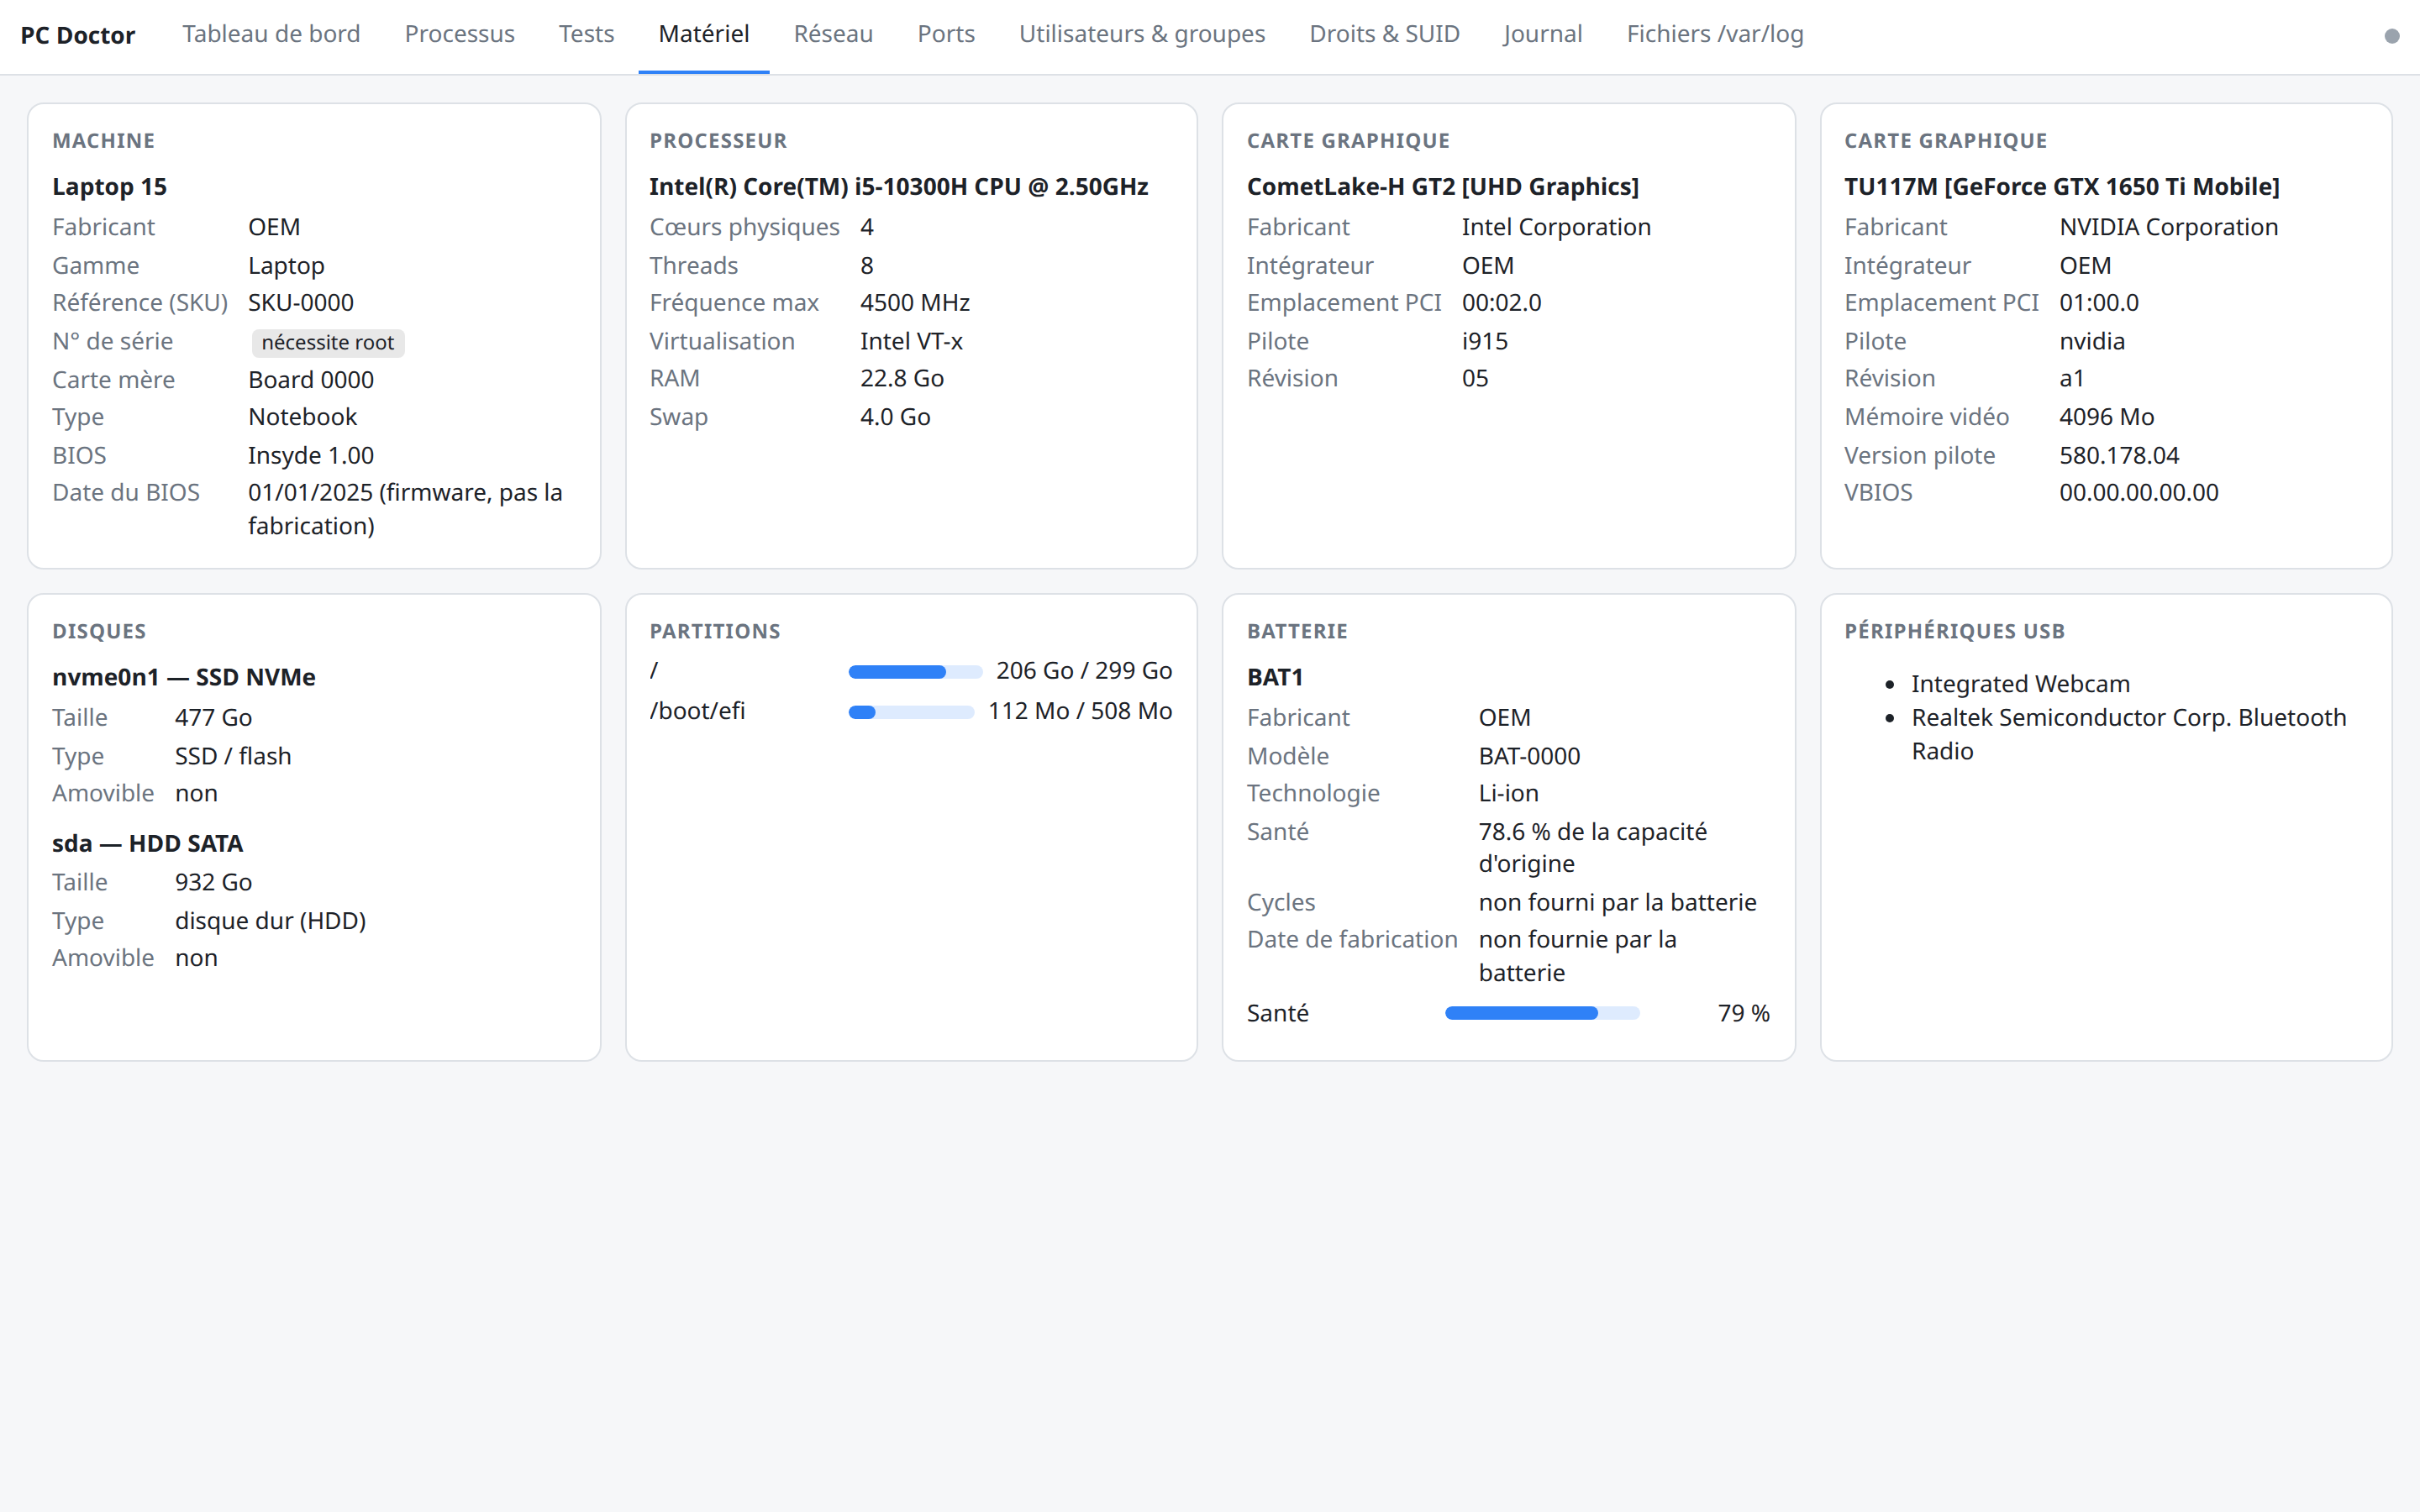 PC Doctor Tableau de bord Processus Tests Matériel Réseau Ports Utilisateurs & groupes Droits & SUID Journal Fichiers /var/log
MACHINE
Laptop 15
Fabricant OEM
Gamme Laptop
Référence (SKU) SKU-0000
N° de série nécessite root
Carte mère Board 0000
Type Notebook
BIOS Insyde 1.00
Date du BIOS 01/01/2025 (firmware, pas la
fabrication)
PROCESSEUR
Intel(R) Core(TM) i5-10300H CPU @ 2.50GHz
Cœurs physiques 4
Threads 8
Fréquence max 4500 MHz
Virtualisation Intel VT-x
RAM 22.8 Go
Swap 4.0 Go
CARTE GRAPHIQUE
CometLake-H GT2 [UHD Graphics]
Fabricant Intel Corporation
Intégrateur OEM
Emplacement PCI 00:02.0
Pilote i915
Révision 05
CARTE GRAPHIQUE
TU117M [GeForce GTX 1650 Ti Mobile]
Fabricant NVIDIA Corporation
Intégrateur OEM
Emplacement PCI 01:00.0
Pilote nvidia
Révision a1
Mémoire vidéo 4096 Mo
Version pilote 580.178.04
VBIOS 00.00.00.00.00
DISQUES
nvme0n1 — SSD NVMe
Taille 477 Go
Type SSD / flash
Amovible non
sda — HDD SATA
Taille 932 Go
Type disque dur (HDD)
Amovible non
PARTITIONS
/ 206 Go / 299 Go
/boot/efi 112 Mo / 508 Mo
BATTERIE
BAT1
Fabricant OEM
Modèle BAT-0000
Technologie Li-ion
Santé 78.6 % de la capacité
d'origine
Cycles non fourni par la batterie
Date de fabrication non fournie par la
batterie
Santé 79 %
PÉRIPHÉRIQUES USB
• Integrated Webcam
• Realtek Semiconductor Corp. Bluetooth
Radio